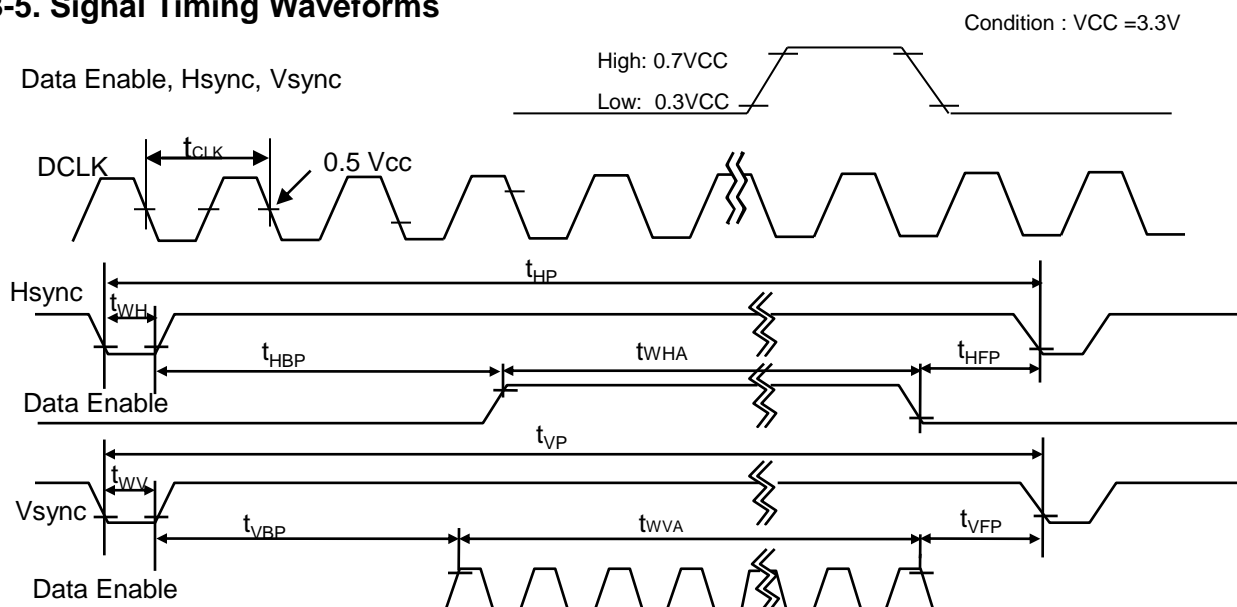 3-5. Signal Timing Waveforms
Condition : VCC =3.3V
High: 0.7VCC
Data Enable, Hsync, Vsync
Low: 0.3VCC
tCLK
0.5 Vcc
DCLK
tHP
Hsync
tWH
tHBP
tWHA
tHFP
Data Enable
tVP
tWV
Vsync
tVBP
tWVA
tVFP
Data Enable